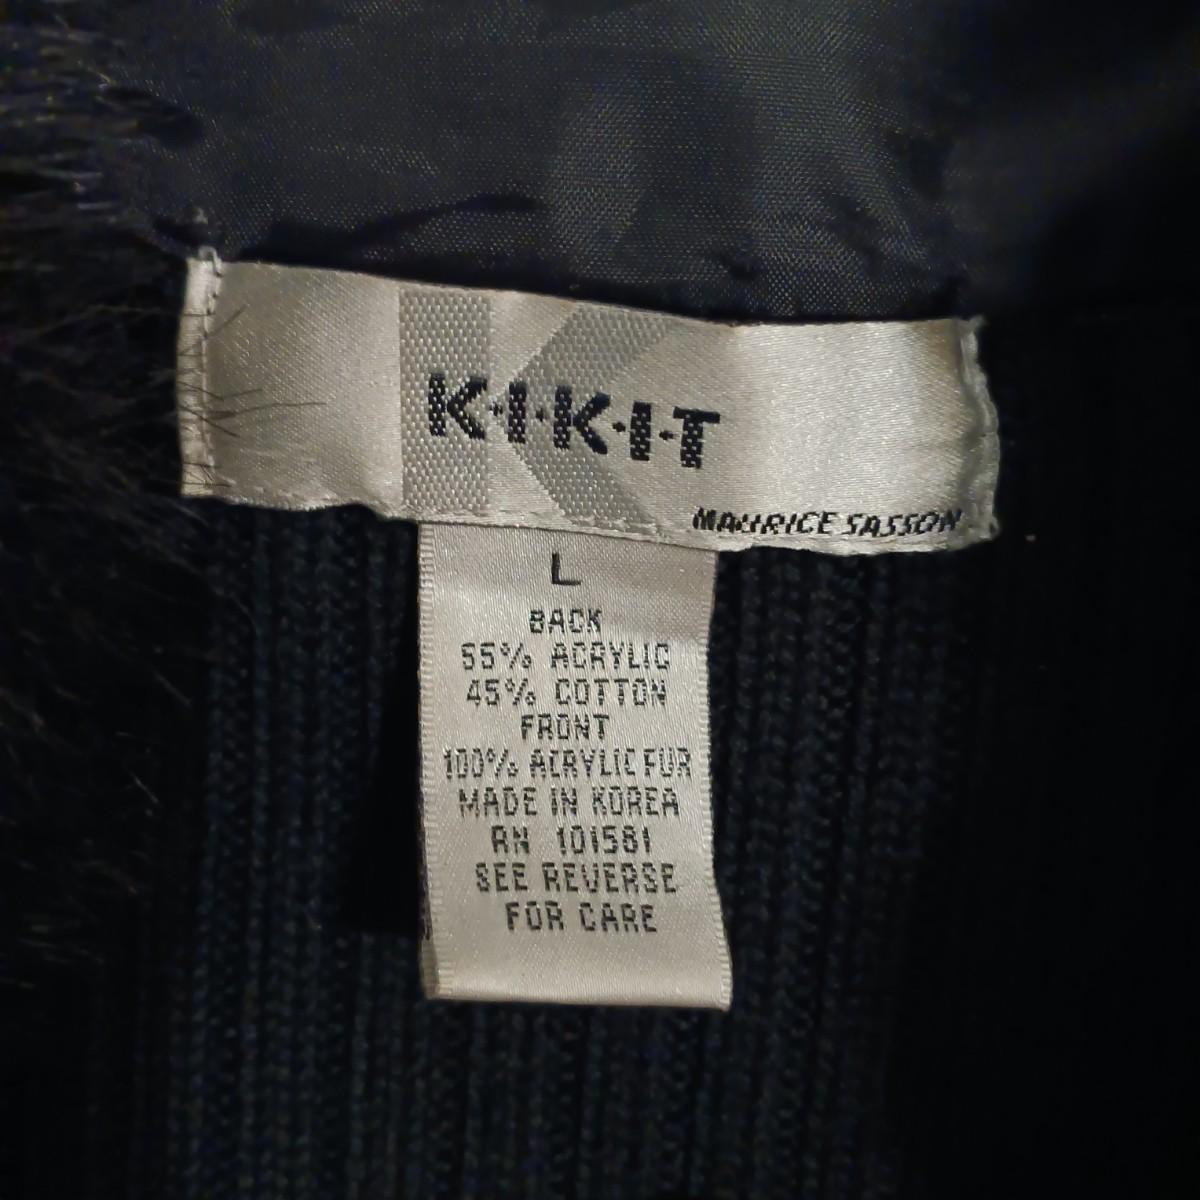 K·I·K·I·T
MAURICE SASSON
L
BACK
55% ACRYLIC
45% COTTON
FRONT
100% ACRYLIC FUR
MADE IN KOREA
RN 101581
SEE REVERSE
FOR CARE